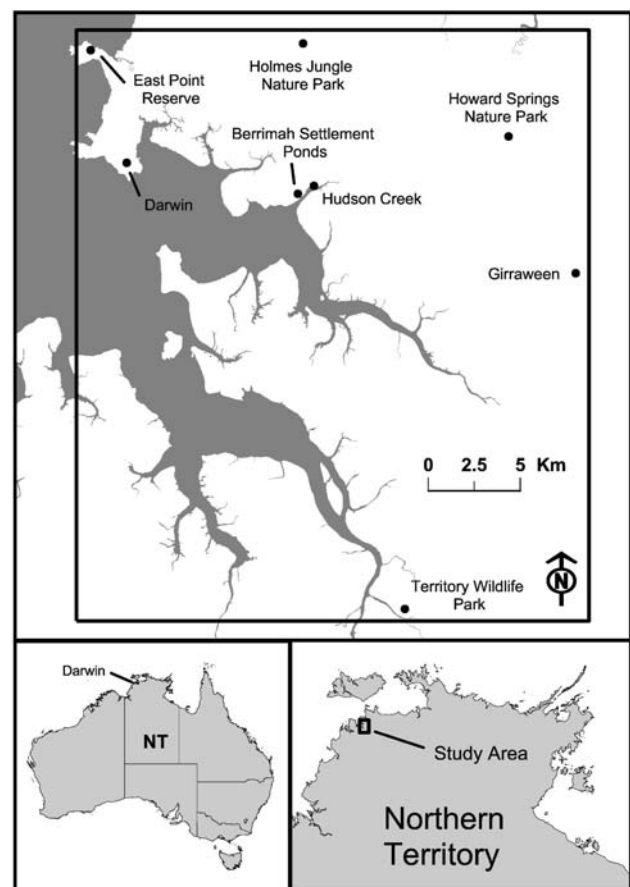 East Point
Reserve
Holmes Jungle
Nature Park
Howard Springs
Nature Park
Berrimah Settlement
Ponds
Darwin
Hudson Creek
Girraween
0 2.5 5 Km
N
Territory Wildlife
Park
Darwin
NT
Study Area
Northern
Territory